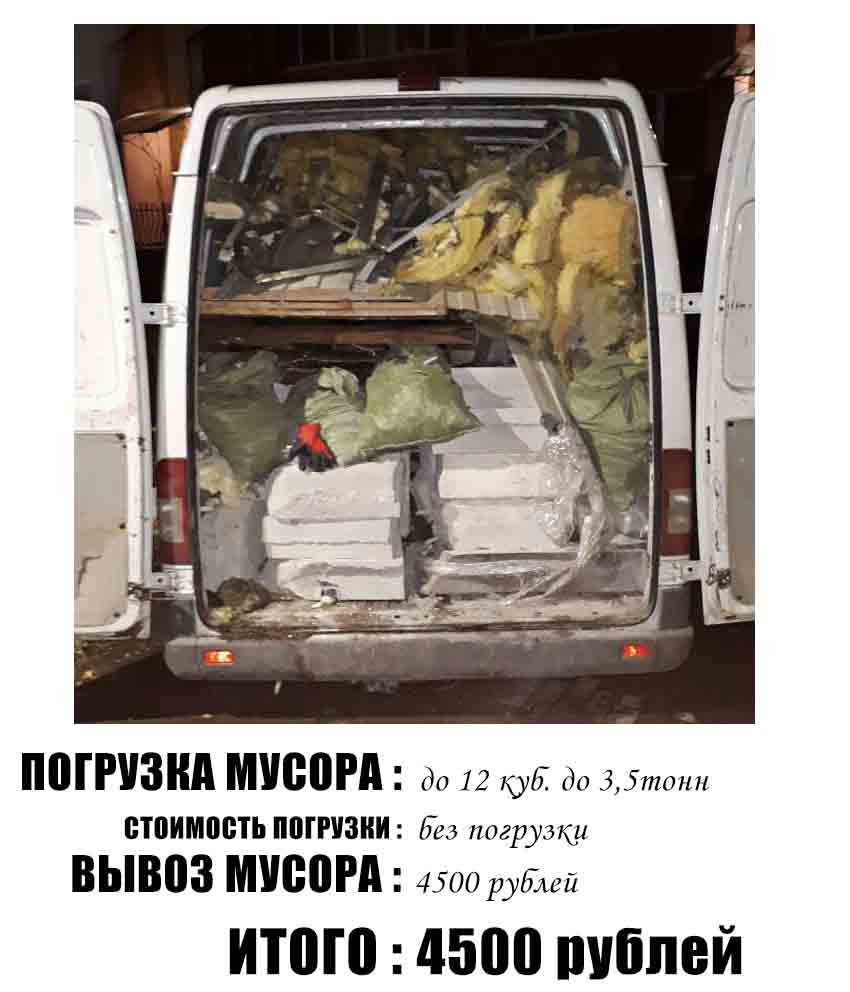 ПОГРУЗКА МУСОРА : до 12 куб. до 3,5тонн
СТОИМОСТЬ ПОГРУЗКИ : без погрузки
ВЫВОЗ МУСОРА : 4500 рублей
ИТОГО : 4500 рублей